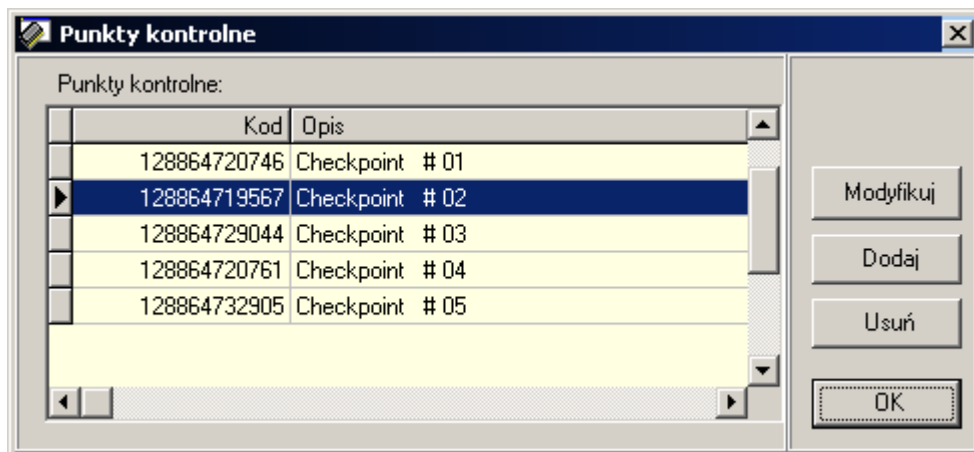 Punkty kontrolne
Punkty kontrolne:
Kod Opis
128864720746 Checkpoint # 01
128864719567 Checkpoint # 02
128864729044 Checkpoint # 03
128864720761 Checkpoint # 04
128864732905 Checkpoint # 05
Modyfikuj
Dodaj
Usuń
OK